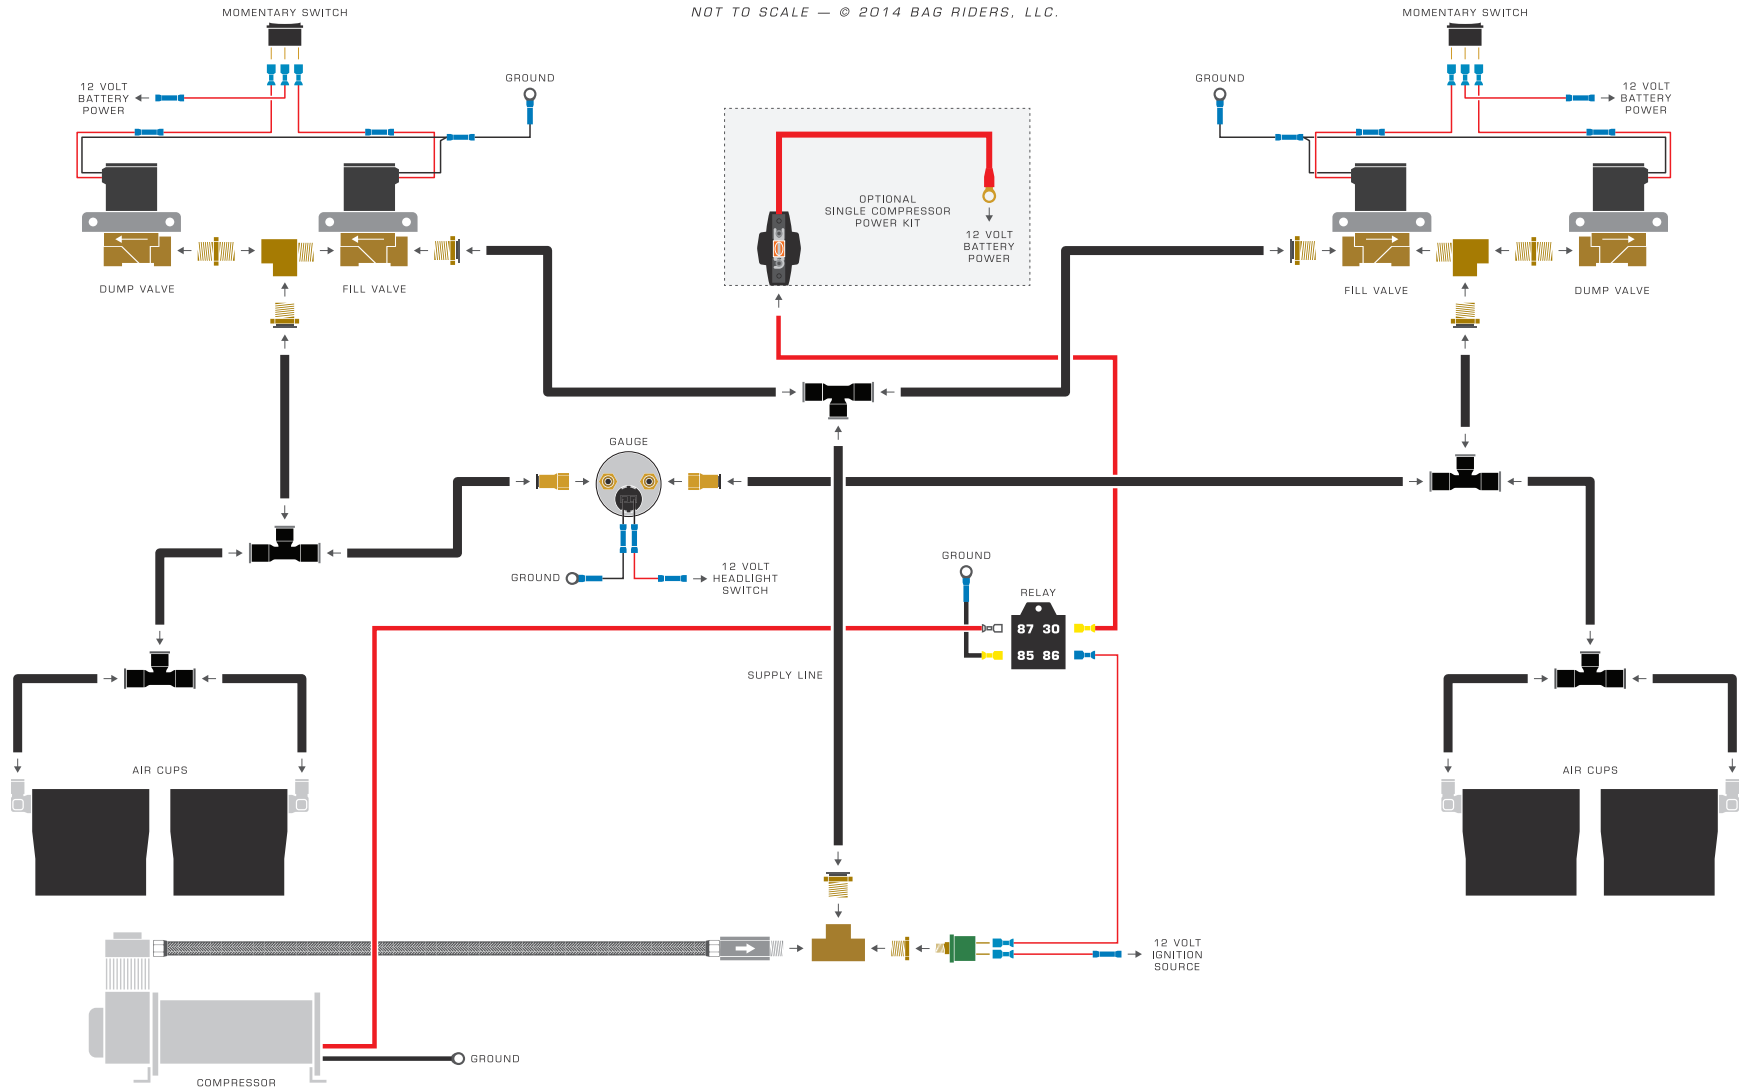 NOT TO SCALE — © 2014 BAG RIDERS, LLC.
MOMENTARY SWITCH
MOMENTARY SWITCH
12 VOLT
BATTERY
POWER
GROUND
GROUND
12 VOLT
BATTERY
POWER
OPTIONAL
SINGLE COMPRESSOR
POWER KIT
12 VOLT
BATTERY
POWER
DUMP VALVE
FILL VALVE
FILL VALVE
DUMP VALVE
GAUGE
GROUND
12 VOLT
HEADLIGHT
SWITCH
GROUND
RELAY
87 30
85 86
SUPPLY LINE
AIR CUPS
AIR CUPS
12 VOLT
IGNITION
SOURCE
GROUND
COMPRESSOR